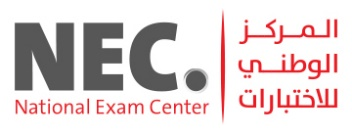 NEC.
National Exam Center
المركز
الوطني
للاختبارات